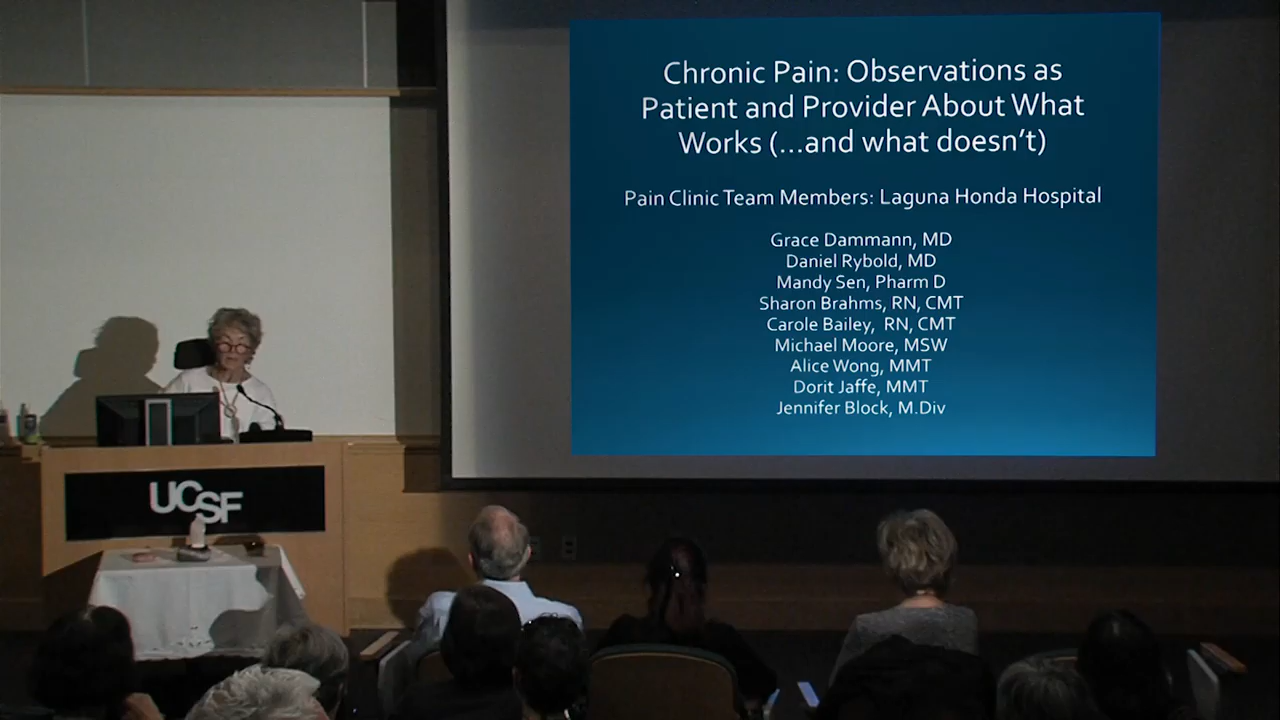 Chronic Pain: Observations as
Patient and Provider About What
Works (...and what doesn't)
Pain Clinic Team Members: Laguna Honda Hospital
Grace Dammann, MD
Daniel Rybold, MD
Mandy Sen, Pharm D
Sharon Brahms, RN, CMT
Carole Bailey, RN, CMT
Michael Moore, MSW
Alice Wong, MMT
Dorit Jaffe, MMT
Jennifer Block, M.Div
UCSF